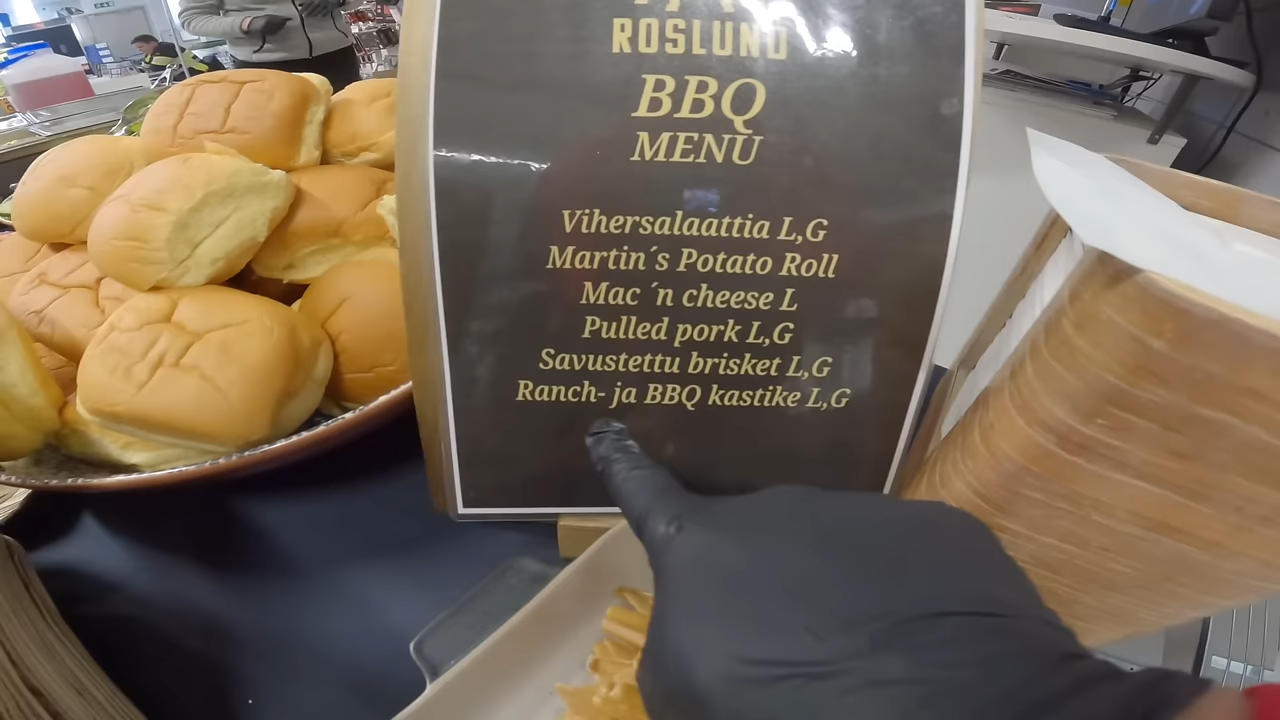 ROSLUND
BBQ
MENU
Vihersalaattia L,G
Martin´s Potato Roll
Mac ´n cheese L
Pulled pork L,G
Savustettu brisket L,G
Ranch- ja BBQ kastike L,G